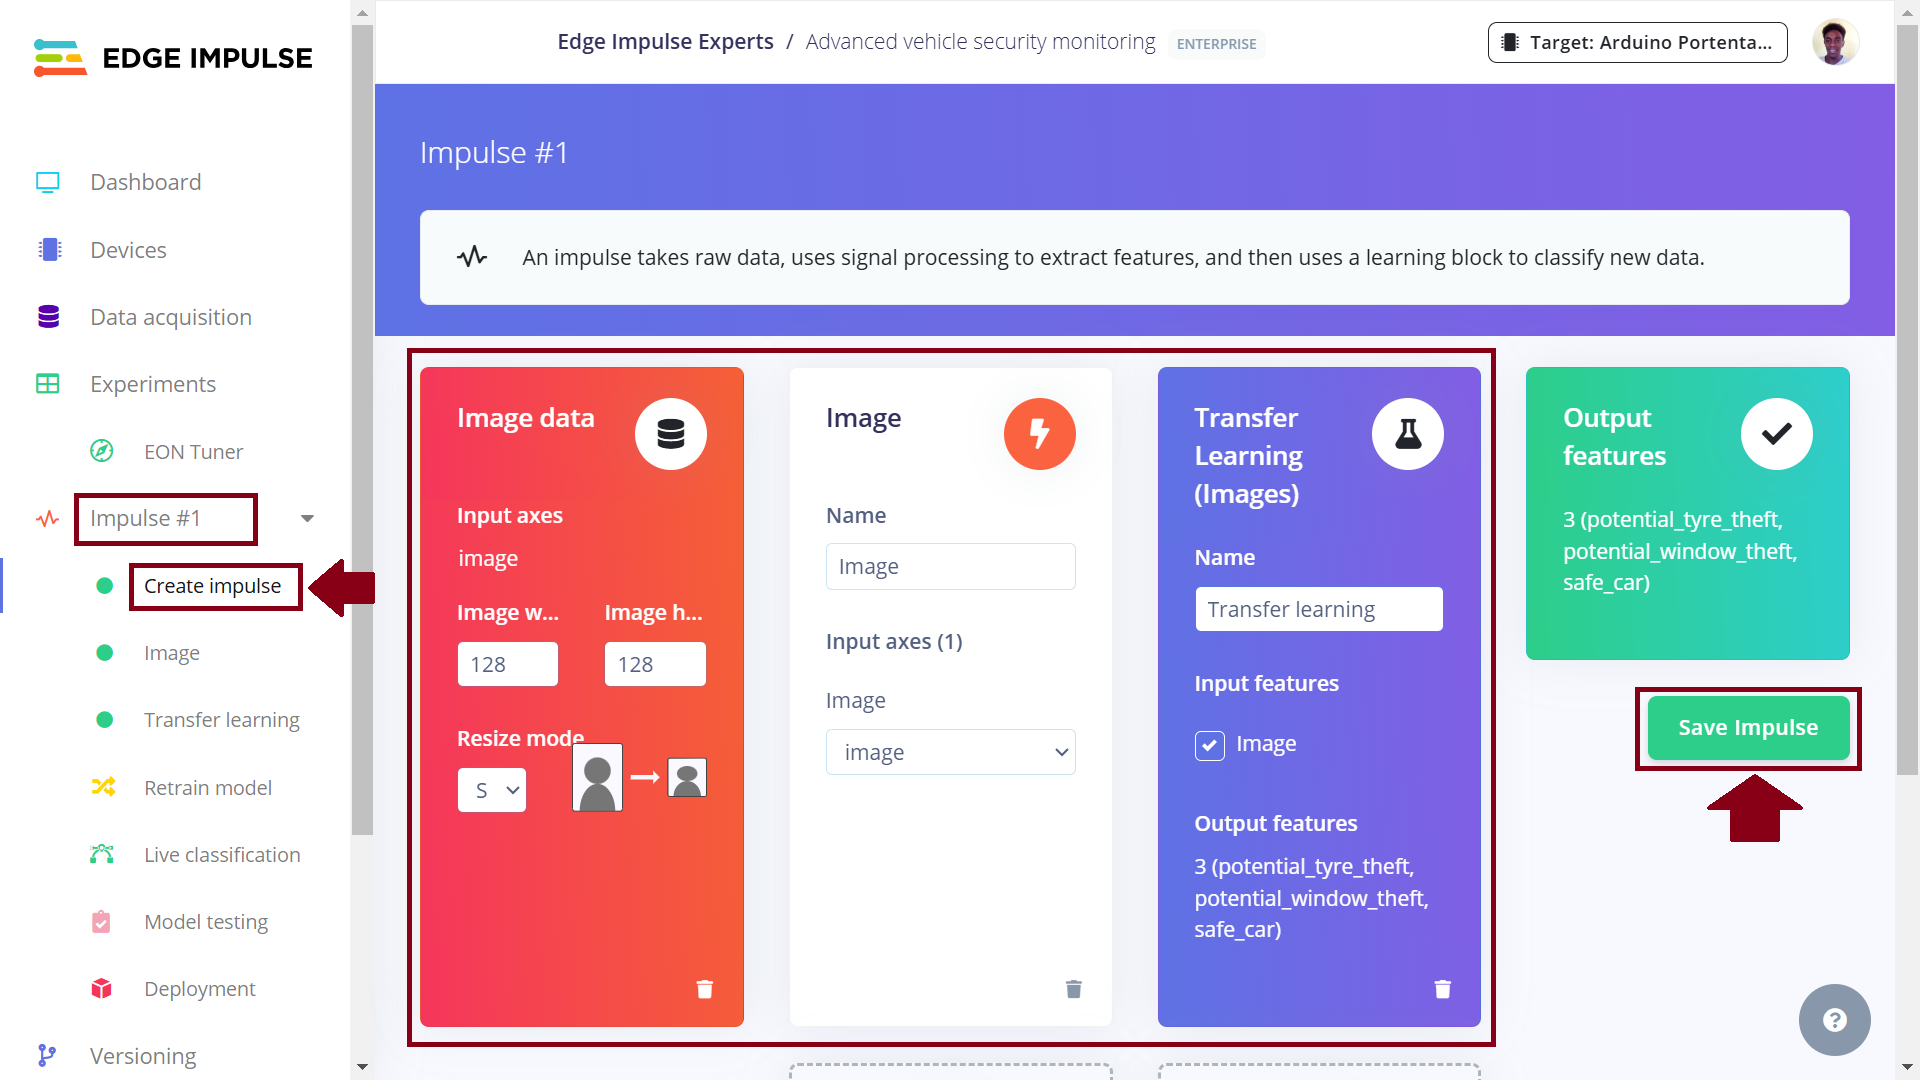 EDGE IMPULSE
Dashboard
Devices
Data acquisition
Experiments
EON Tuner
Impulse #1
Create impulse
Image
Transfer learning
Retrain model
Live classification
Model testing
Deployment
Versioning
Edge Impulse Experts / Advanced vehicle security monitoring ENTERPRISE
Target: Arduino Portenta...
Impulse #1
An impulse takes raw data, uses signal processing to extract features, and then uses a learning block to classify new data.
Image data
Input axes
image
Image w... Image h...
128 128
Resize mode
S
Image
Name
Image
Input axes (1)
Image
image
Transfer
Learning
(Images)
Name
Transfer learning
Input features
Image
Output features
3 (potential_tyre_theft,
potential_window_theft,
safe_car)
Output
features
3 (potential_tyre_theft,
potential_window_theft,
safe_car)
Save Impulse
?